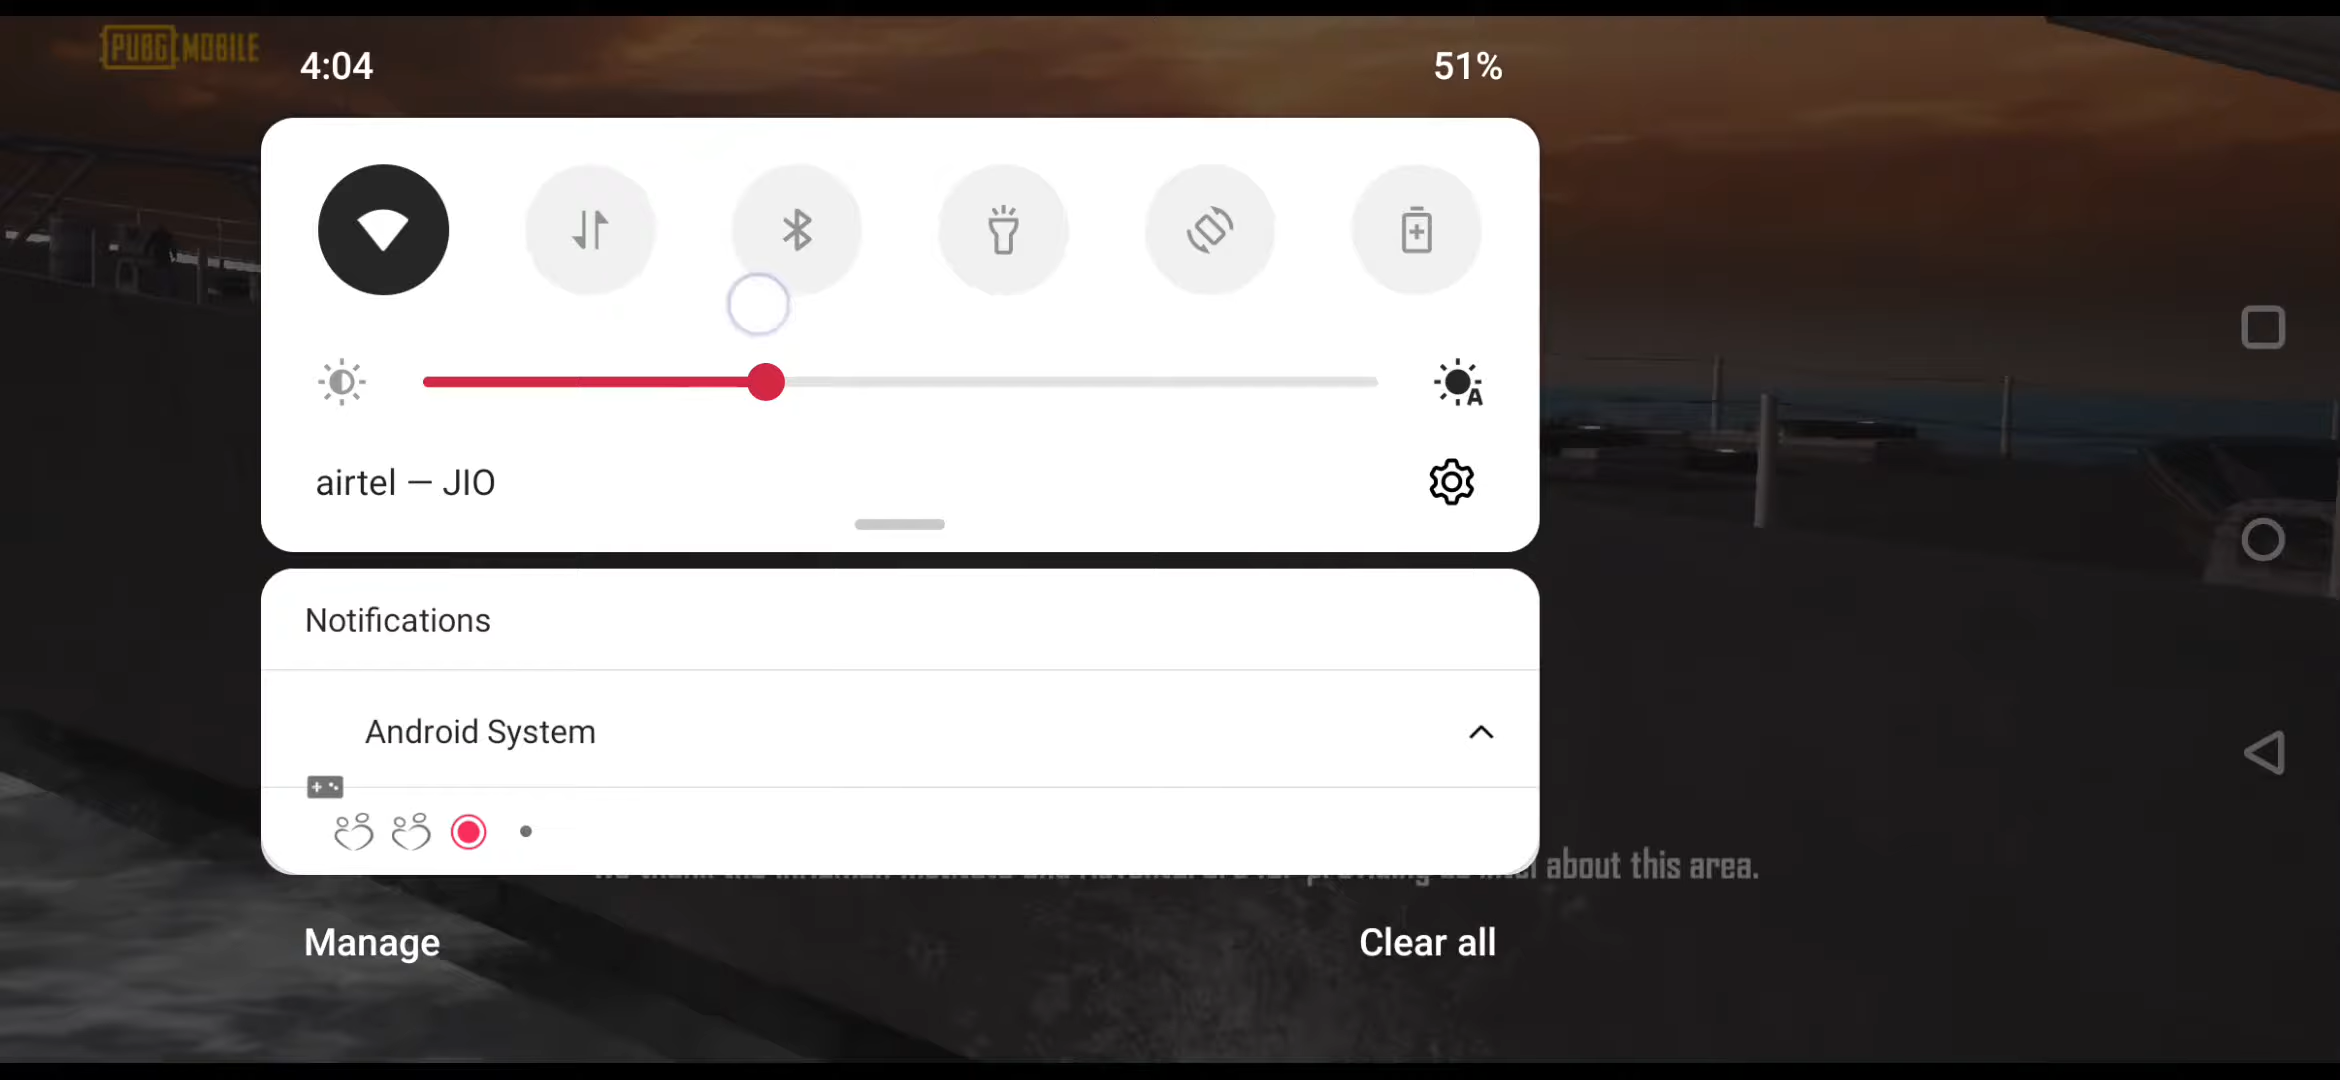 PUBG MOBILE
4:04
51%
A
airtel — JIO
Notifications
Android System
about this area.
Manage
Clear all